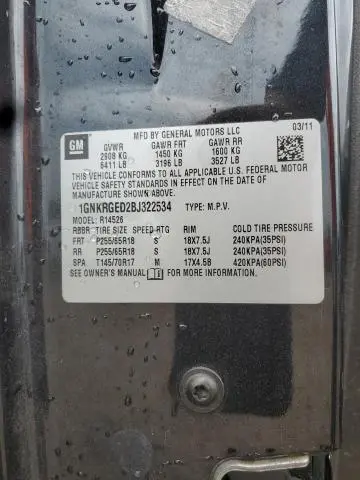 GM
MFD BY GENERAL MOTORS LLC 03/11
GVWR GAWR FRT GAWR RR
2908 KG 1450 KG 1600 KG
6411 LB 3196 LB 3527 LB
THIS VEHICLE CONFORMS TO ALL APPLICABLE U.S. FEDERAL MOTOR
VEHICLE SAFETY STANDARDS IN EFFECT ON THE DATE OF
MANUFACTURE SHOWN ABOVE.
1GNKRGED2BJ322534 TYPE: M.P.V.
MODEL: R14526
RBBR TIRE SIZE SPEED RTG RIM COLD TIRE PRESSURE
FRT P255/65R18 S 18X7.5J 240KPA(35PSI)
RR P255/65R18 S 18X7.5J 240KPA(35PSI)
SPA T145/70R17 M 17X4.5B 420KPA(60PSI)
SEE OWNER'S MANUAL FOR MORE INFORMATION.